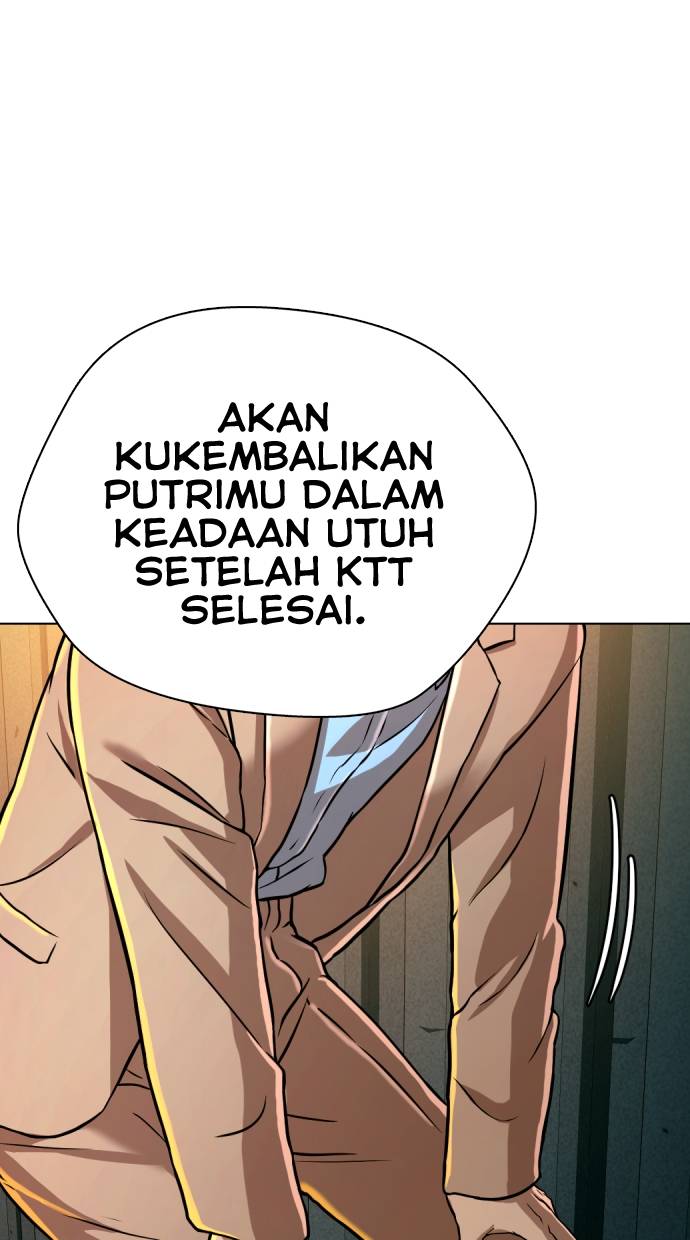 AKAN
KUKEMBALIKAN
PUTRIMU DALAM
KEADAAN UTUH
SETELAH KTT
SELESAI.